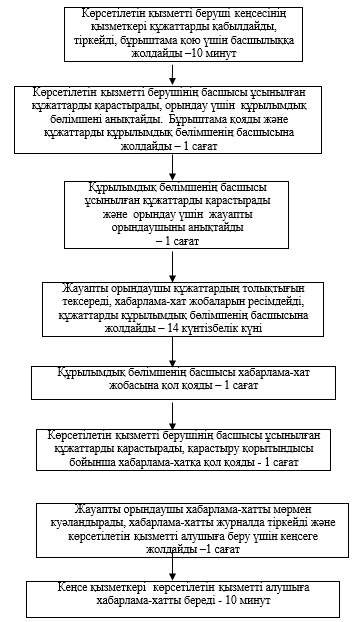 Көрсетілетін қызметті беруші кеңсесінің
қызметкері құжаттарды қабылдайды,
тіркейді, бұрыштама қою үшін басшылыққа
жолдайды –10 минут
Көрсетілетін қызметті берушінің басшысы ұсынылған
құжаттарды қарастырады, орындау үшін құрылымдық
бөлімшені анықтайды. Бұрыштама қояды және
құжаттарды құрылымдық бөлімшенің басшысына
жолдайды – 1 сағат
Құрылымдық бөлімшенің басшысы
ұсынылған құжаттарды қарастырады
және орындау үшін жауапты
орындаушыны анықтайды
– 1 сағат
Жауапты орындаушы құжаттардың толықтығын
тексереді, хабарлама-хат жобаларын ресімдейді,
құжаттарды құрылымдық бөлімшенің басшысына
жолдайды – 14 күнтізбелік күні
Құрылымдық бөлімшенің басшысы хабарлама-хат
жобасына қол қояды – 1 сағат
Көрсетілетін қызметті берушінің басшысы ұсынылған
құжаттарды қарастырады, қарастыру қорытындысы
бойынша хабарлама-хатқа қол қояды - 1 сағат
Жауапты орындаушы хабарлама-хатты мөрмен
куәландырады, хабарлама-хатты журналда тіркейді және
көрсетілетін қызметті алушыға беру үшін кеңсеге
жолдайды –1 сағат
Кеңсе қызметкері көрсетілетін қызметті алушыға
хабарлама-хатты береді - 10 минут